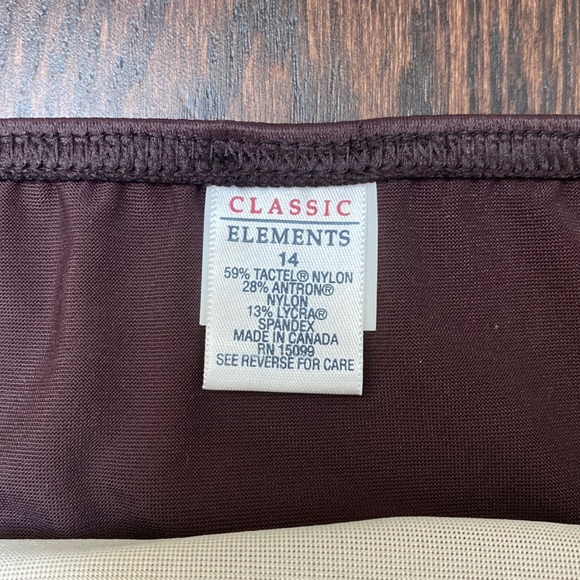 CLASSIC
ELEMENTS
14
59% TACTEL® NYLON
28% ANTRON®
NYLON
13% LYCRA®
SPANDEX
MADE IN CANADA
RN 15099
SEE REVERSE FOR CARE